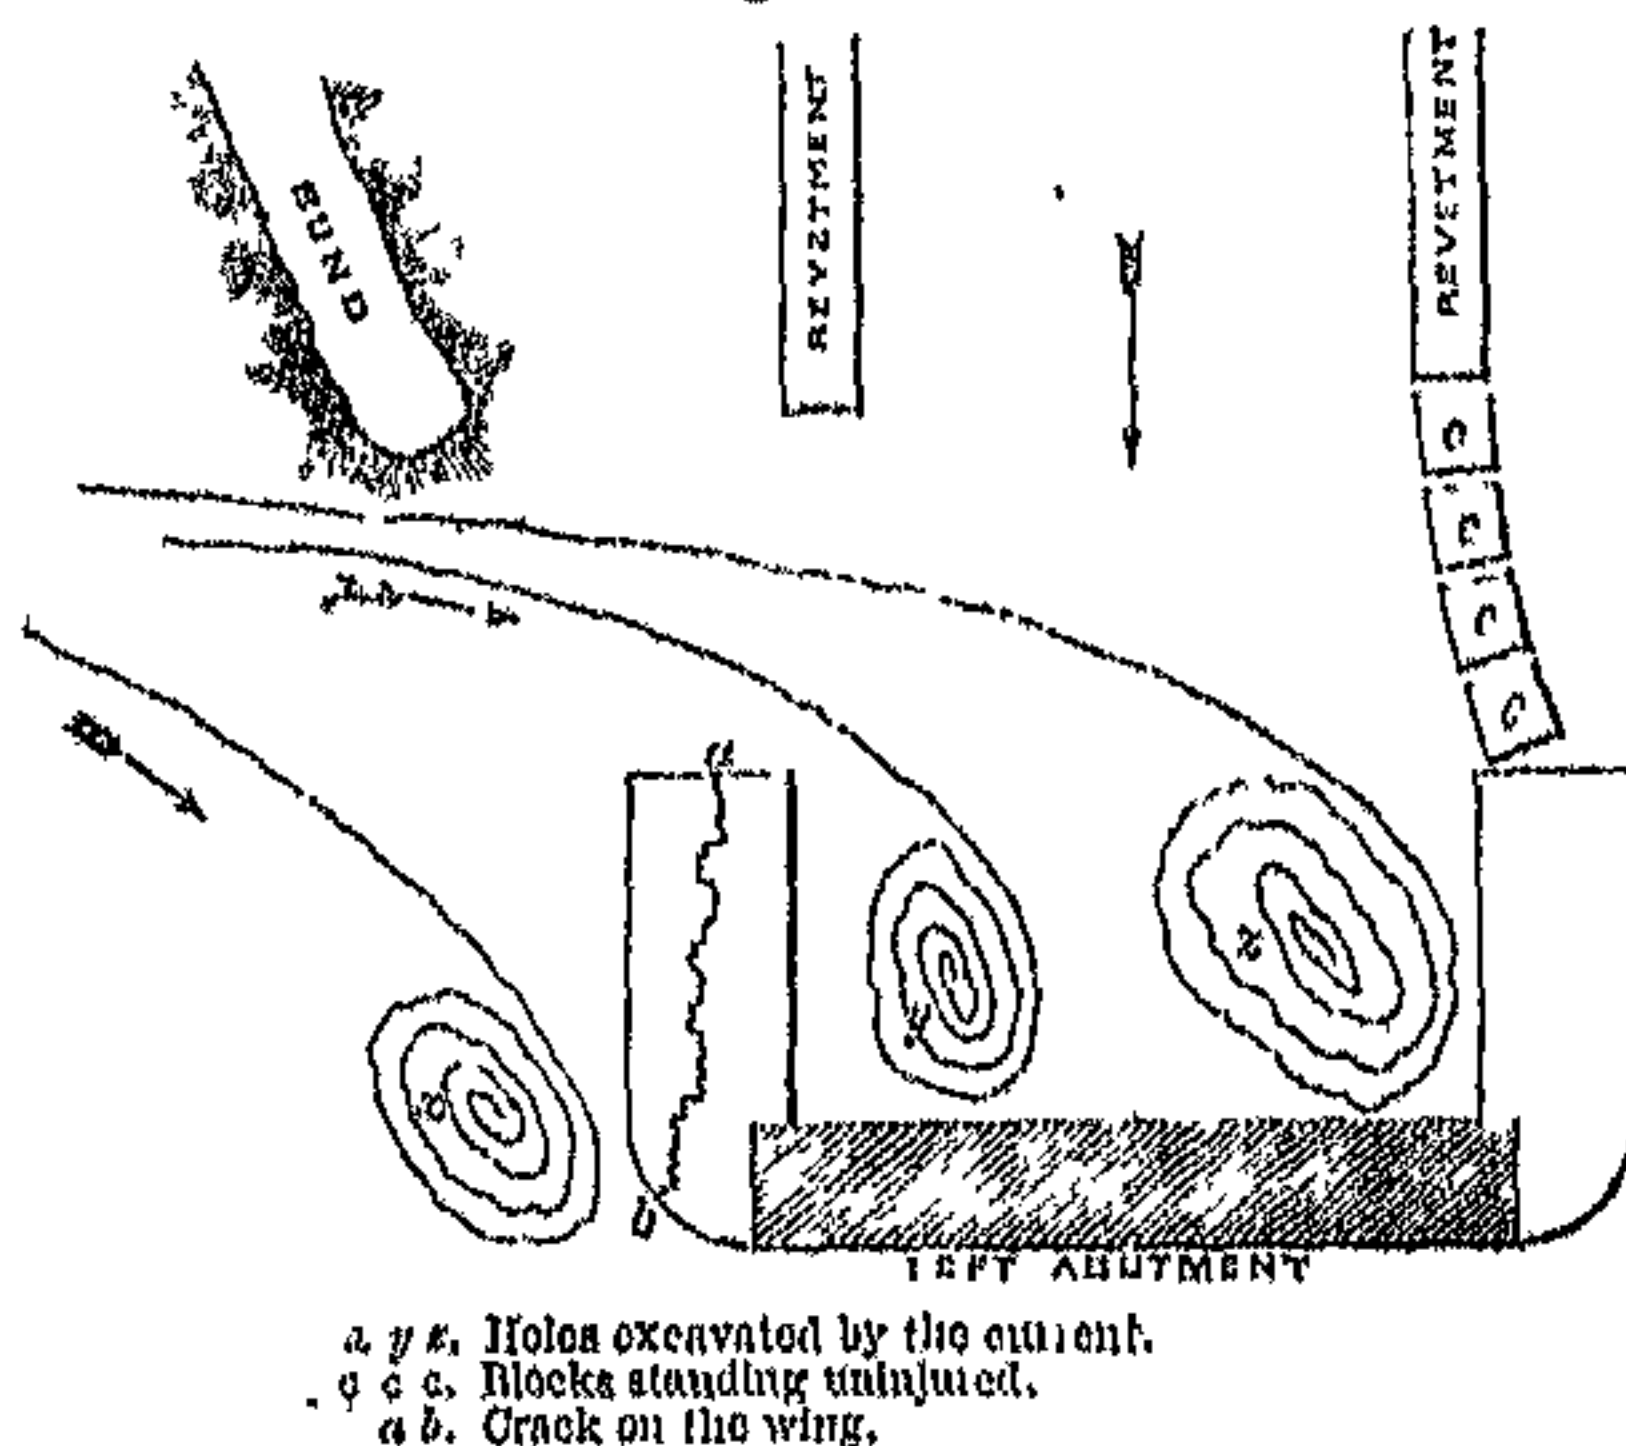 BUND
REVETMENT
REVETMENT
C
C
C
C
a
x
y
z
b
LEFT ABUTMENT
x y z. Holes excavated by the current.
c c c. Blocks standing uninjured.
a b. Crack on the wing.